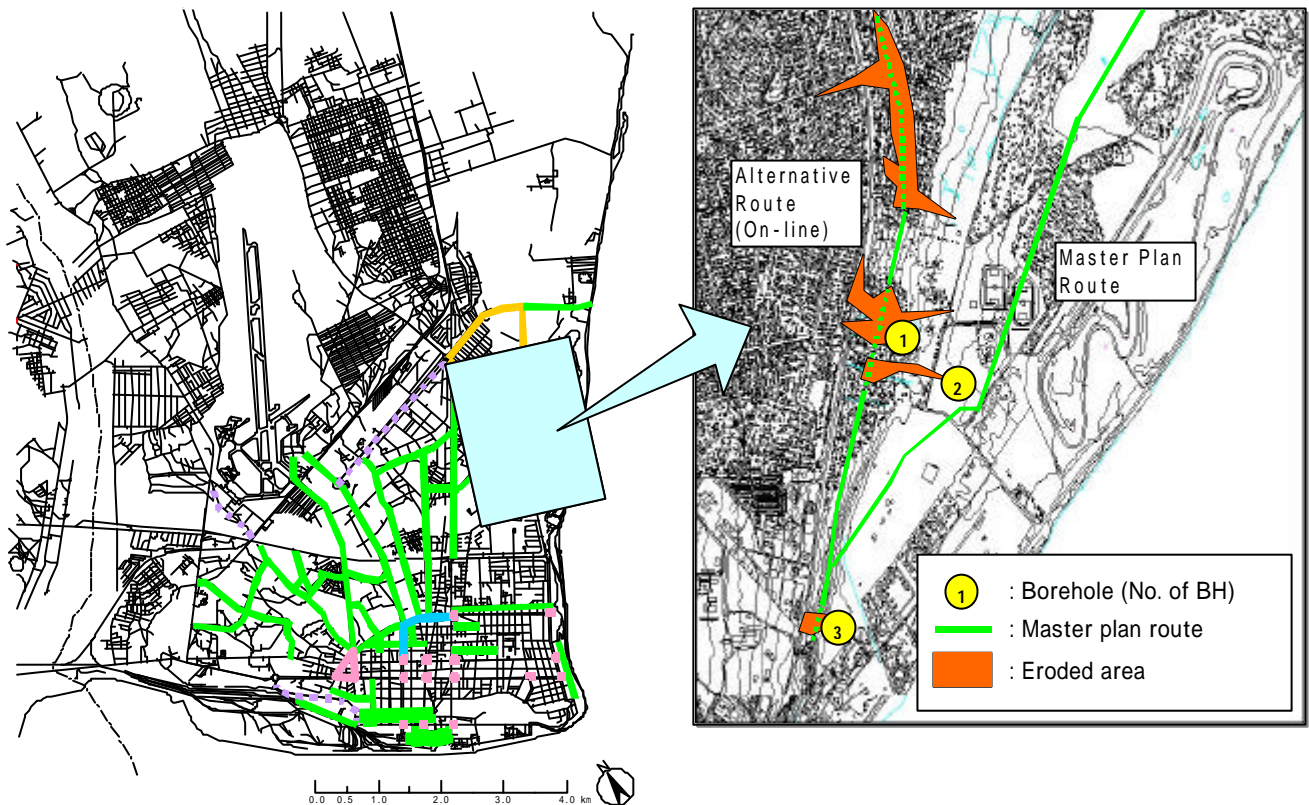 Alternative
Route
(On-line)
Master Plan
Route
1
2
3
1 : Borehole (No. of BH)
: Master plan route
: Eroded area
0.0 0.5 1.0 2.0 3.0 4.0 km
N